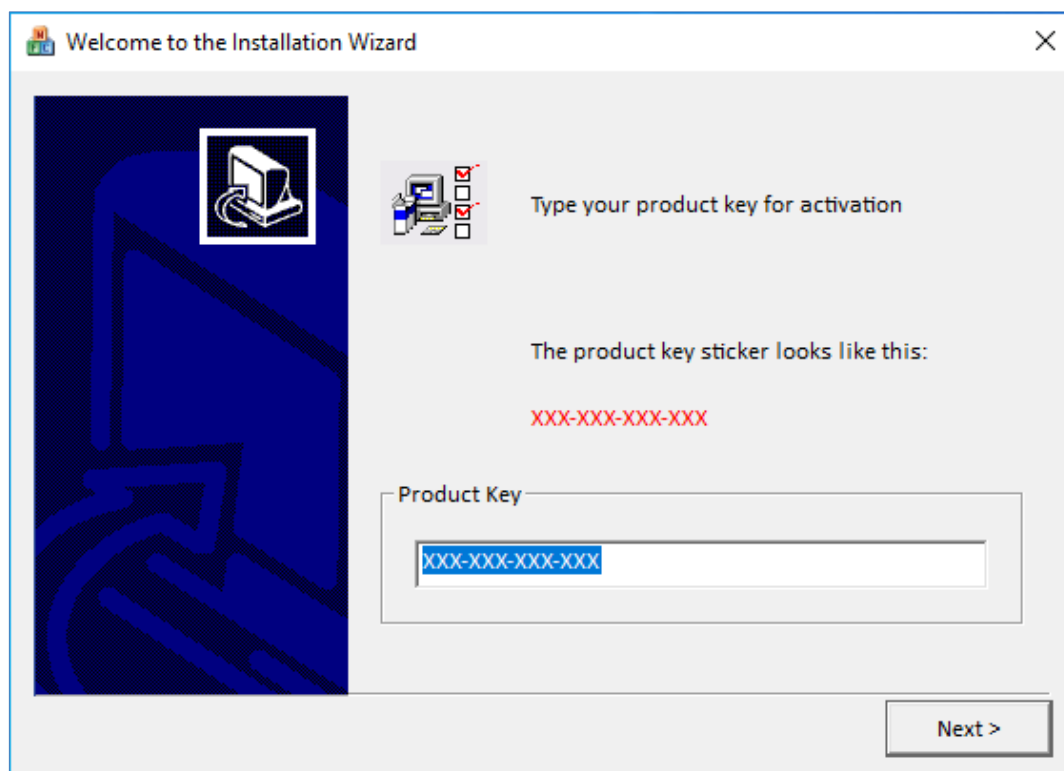 Welcome to the Installation Wizard
Type your product key for activation
The product key sticker looks like this:
XXX-XXX-XXX-XXX
Product Key
XXX-XXX-XXX-XXX
Next >